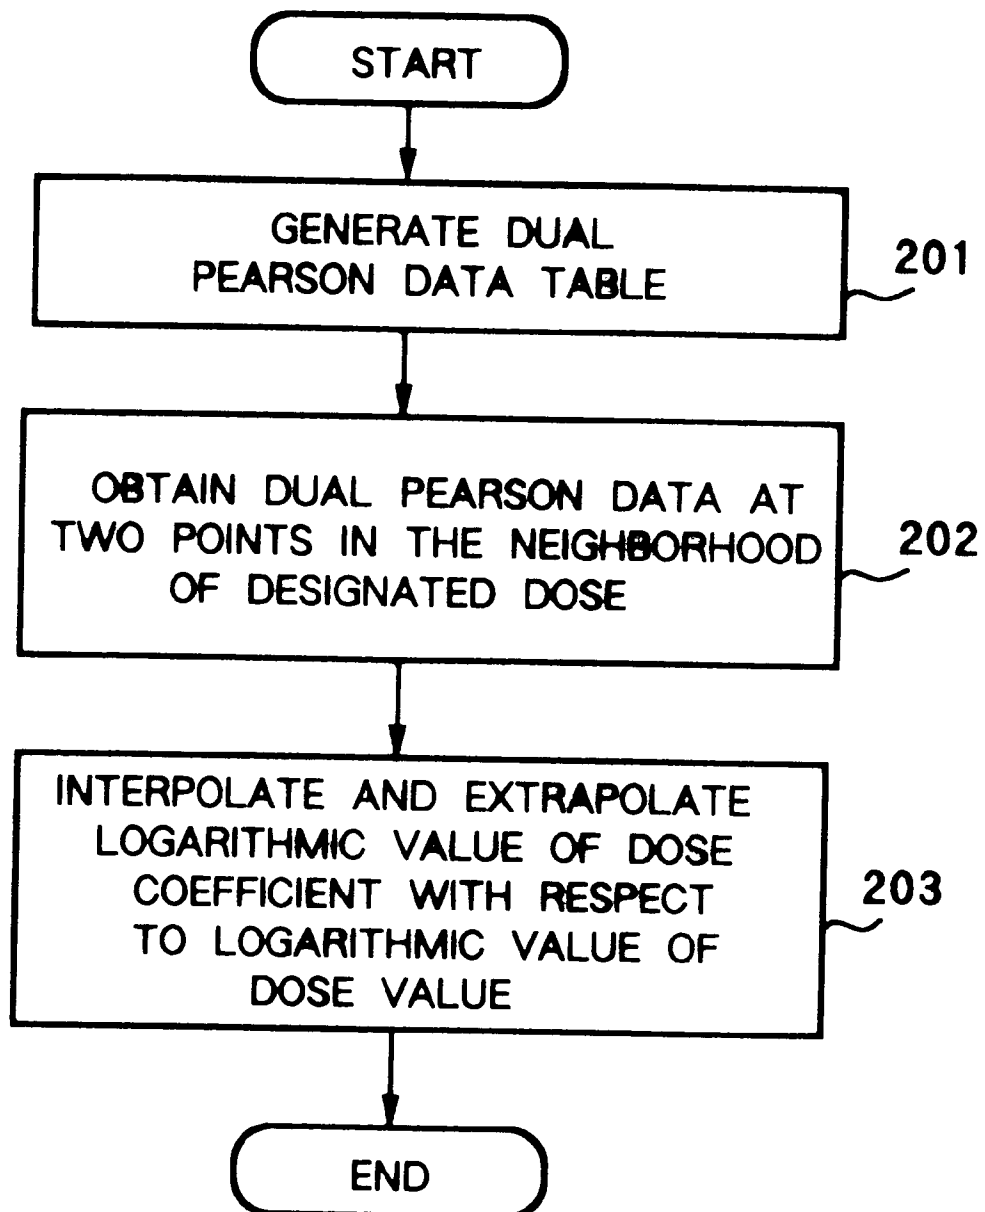 START
GENERATE DUAL
PEARSON DATA TABLE
201
OBTAIN DUAL PEARSON DATA AT
TWO POINTS IN THE NEIGHBORHOOD
OF DESIGNATED DOSE
202
INTERPOLATE AND EXTRAPOLATE
LOGARITHMIC VALUE OF DOSE
COEFFICIENT WITH RESPECT
TO LOGARITHMIC VALUE OF
DOSE VALUE
203
END